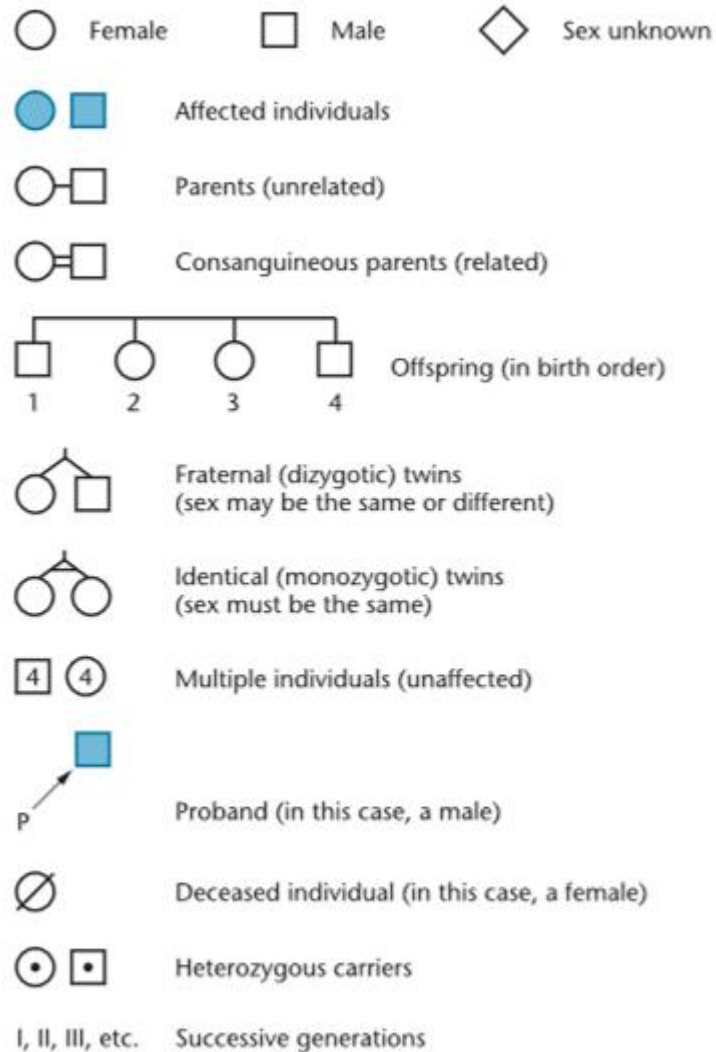 Female Male Sex unknown
Affected individuals
Parents (unrelated)
Consanguineous parents (related)
Offspring (in birth order)
1 2 3 4
Fraternal (dizygotic) twins
(sex may be the same or different)
Identical (monozygotic) twins
(sex must be the same)
4 4 Multiple individuals (unaffected)
P Proband (in this case, a male)
Deceased individual (in this case, a female)
Heterozygous carriers
I, II, III, etc. Successive generations